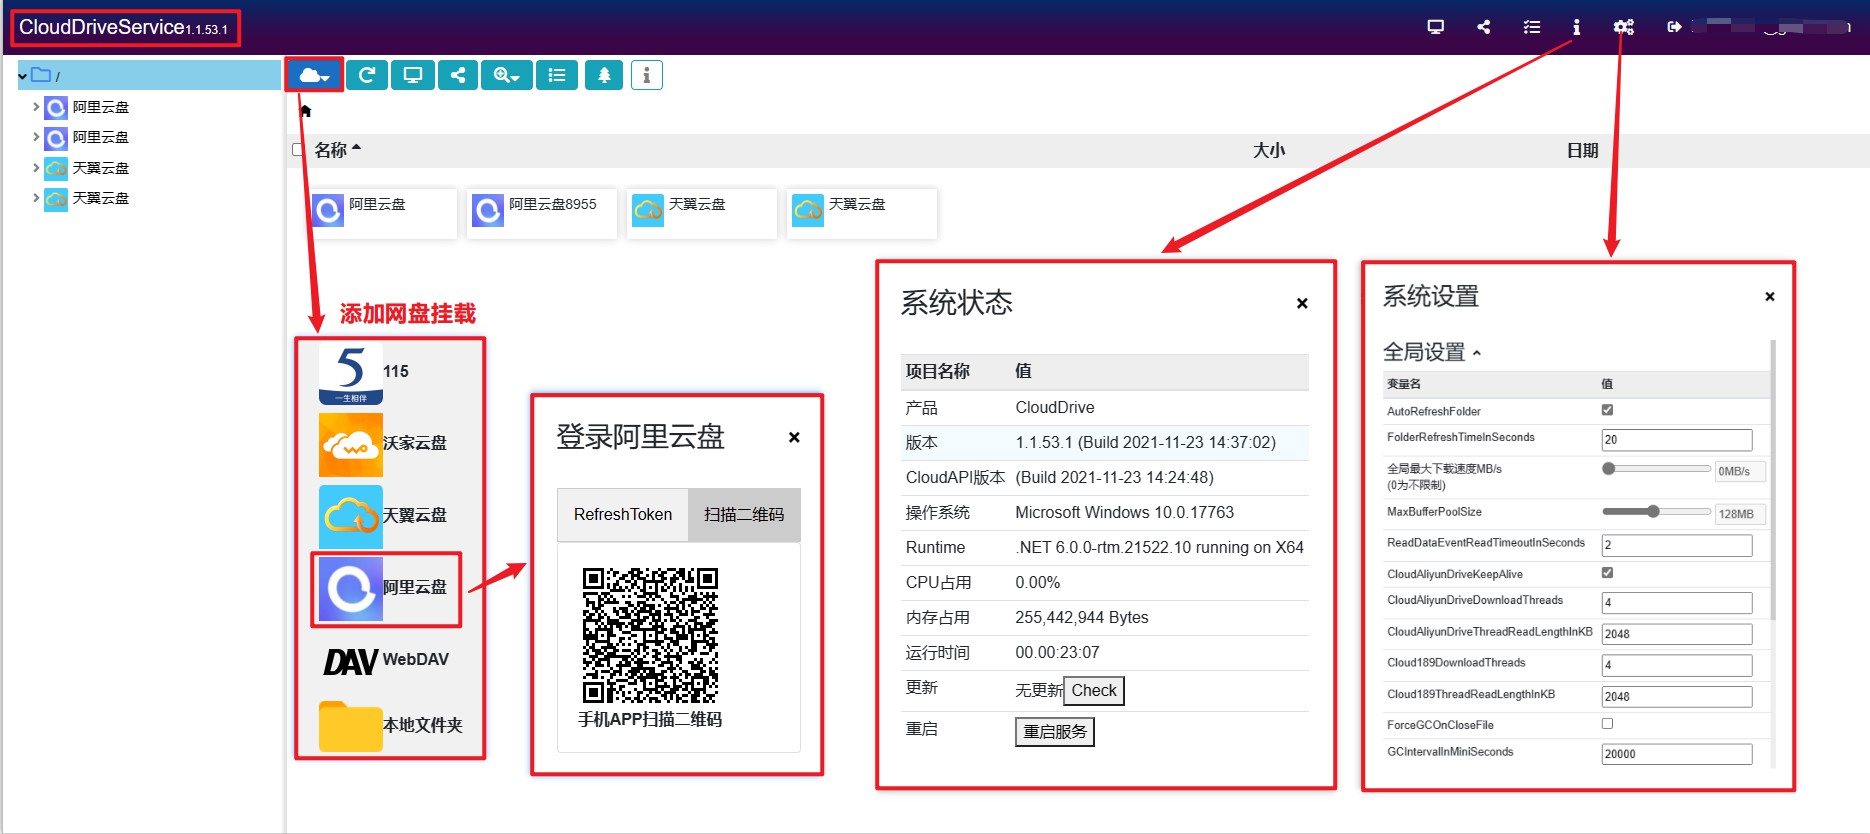 CloudDriveService1.1.53.1
/
阿里云盘
阿里云盘
天翼云盘
天翼云盘
名称
大小
日期
阿里云盘
阿里云盘8955
天翼云盘
天翼云盘
添加网盘挂载
5
一生相伴
115
沃家云盘
天翼云盘
阿里云盘
DAV WebDAV
本地文件夹
登录阿里云盘
×
RefreshToken
扫描二维码
手机APP扫描二维码
系统状态
×
项目名称 值
产品 CloudDrive
版本 1.1.53.1 (Build 2021-11-23 14:37:02)
CloudAPI版本 (Build 2021-11-23 14:24:48)
操作系统 Microsoft Windows 10.0.17763
Runtime .NET 6.0.0-rtm.21522.10 running on X64
CPU占用 0.00%
内存占用 255,442,944 Bytes
运行时间 00.00:23:07
更新 无更新 Check
重启 重启服务
系统设置
×
全局设置
变量名 值
AutoRefreshFolder
FolderRefreshTimeInSeconds 20
全局最大下载速度MB/s 0MB/s
(0为不限制)
MaxBufferPoolSize 128MB
ReadDataEventReadTimeoutInSeconds 2
CloudAliyunDriveKeepAlive
CloudAliyunDriveDownloadThreads 4
CloudAliyunDriveThreadReadLengthInKB 2048
Cloud189DownloadThreads 4
Cloud189ThreadReadLengthInKB 2048
ForceGCOnCloseFile
GCIntervalInMiniSeconds 20000